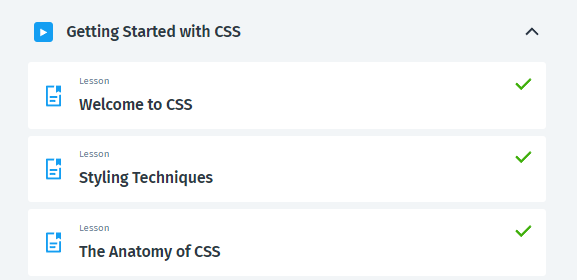 Getting Started with CSS
Lesson
Welcome to CSS
Lesson
Styling Techniques
Lesson
The Anatomy of CSS